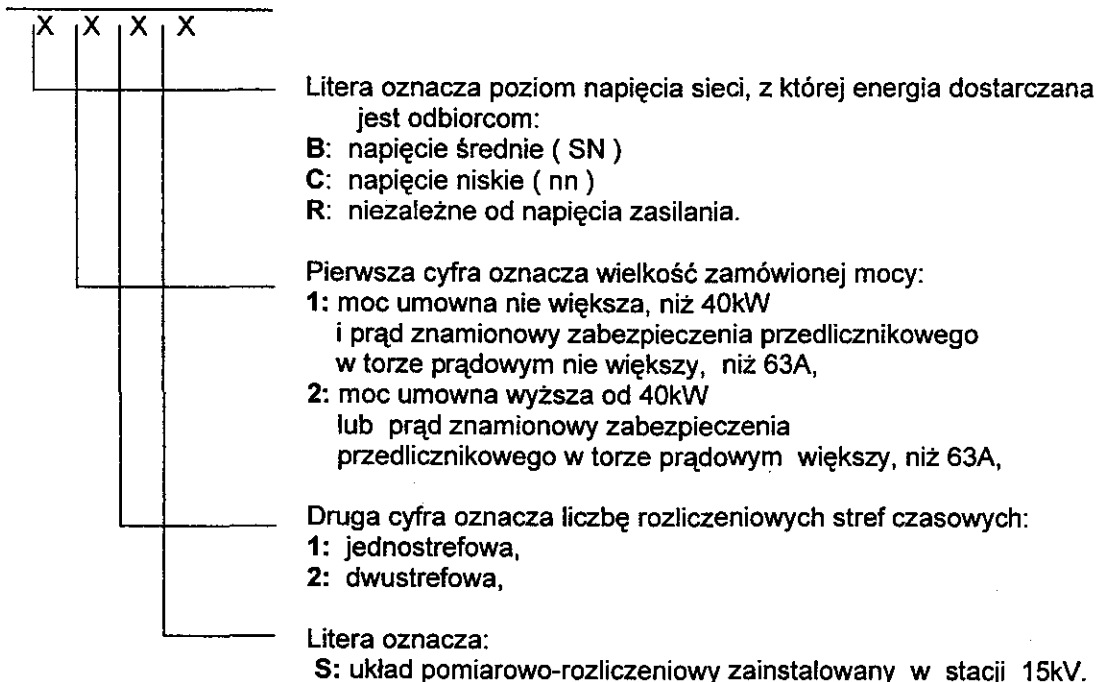 X X X X
Litera oznacza poziom napięcia sieci, z której energia dostarczana
jest odbiorcom:
B: napięcie średnie ( SN )
C: napięcie niskie ( nn )
R: niezależne od napięcia zasilania.
Pierwsza cyfra oznacza wielkość zamówionej mocy:
1: moc umowna nie większa, niż 40kW
i prąd znamionowy zabezpieczenia przedlicznikowego
w torze prądowym nie większy, niż 63A,
2: moc umowna wyższa od 40kW
lub prąd znamionowy zabezpieczenia
przedlicznikowego w torze prądowym większy, niż 63A,
Druga cyfra oznacza liczbę rozliczeniowych stref czasowych:
1: jednostrefowa,
2: dwustrefowa,
Litera oznacza:
S: układ pomiarowo-rozliczeniowy zainstalowany w stacji 15kV.